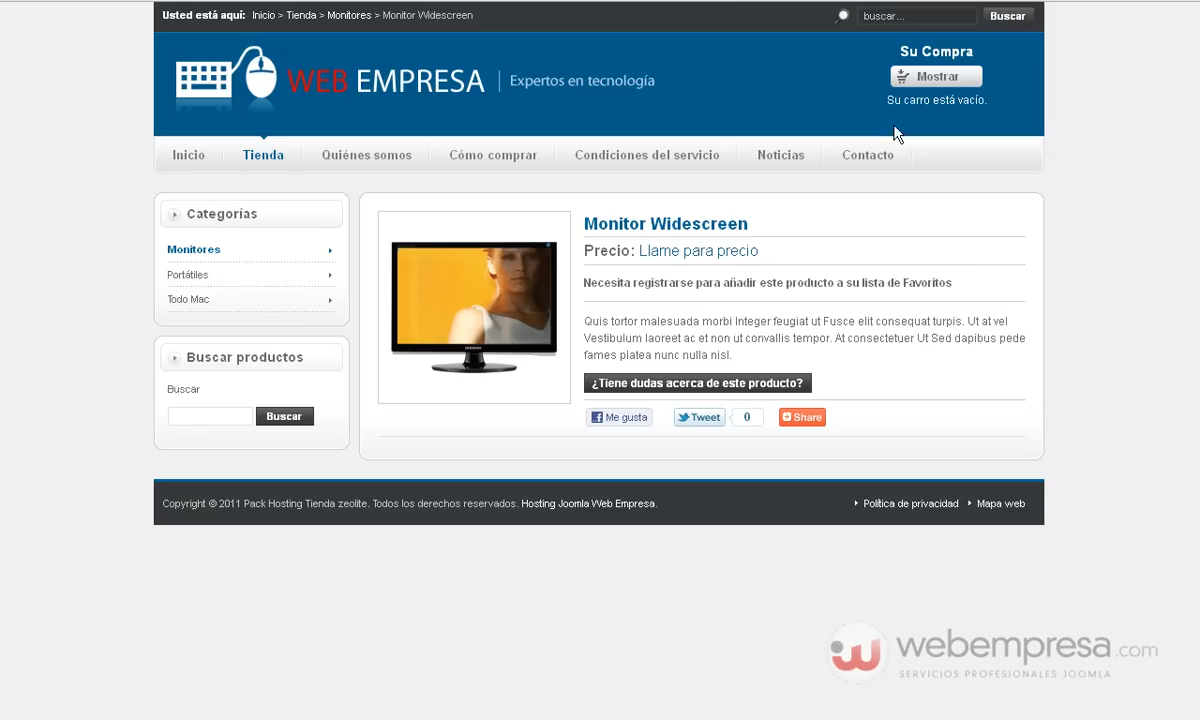 Usted está aquí: Inicio > Tienda > Monitores > Monitor Widescreen
buscar...
Buscar
WEB EMPRESA | Expertos en tecnología
Su Compra
Mostrar
Su carro está vacío.
Inicio
Tienda
Quiénes somos
Cómo comprar
Condiciones del servicio
Noticias
Contacto
Categorías
Monitores
Portátiles
Todo Mac
Buscar productos
Buscar
Buscar
Monitor Widescreen
Precio: Llame para precio
Necesita registrarse para añadir este producto a su lista de Favoritos
Quis tortor malesuada morbi Integer feugiat ut Fusce elit consequat turpis. Ut at vel
Vestibulum laoreet ac et non ut convallis tempor. At consectetuer Ut Sed dapibus pede
fames platea nunc nulla nisl.
¿Tiene dudas acerca de este producto?
Me gusta
Tweet
0
Share
Copyright © 2011 Pack Hosting Tienda zeolite. Todos los derechos reservados. Hosting Joomla Web Empresa.
Política de privacidad
Mapa web
webempresa.com
SERVICIOS PROFESIONALES JOOMLA